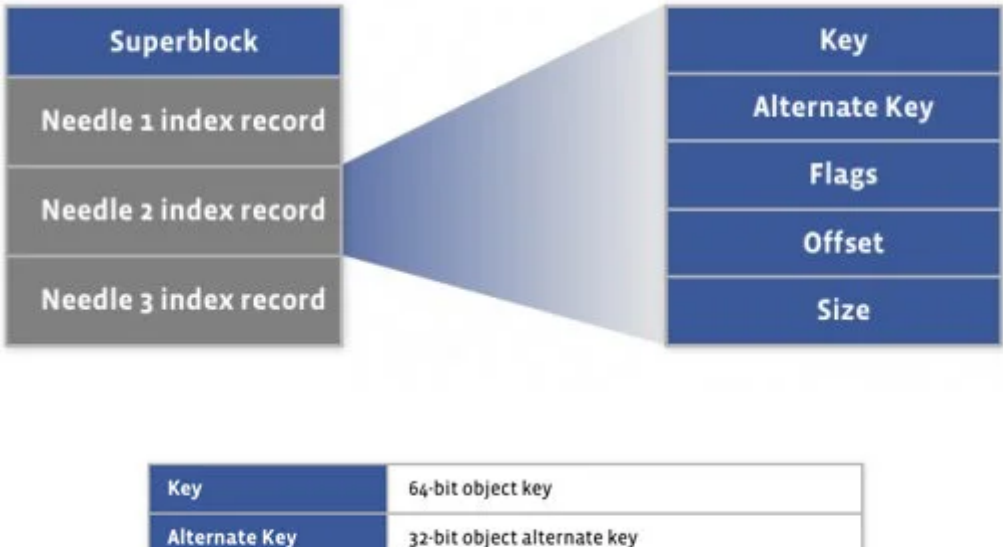 Superblock
Needle 1 index record
Needle 2 index record
Needle 3 index record
Key
Alternate Key
Flags
Offset
Size
Key 64-bit object key
Alternate Key 32-bit object alternate key